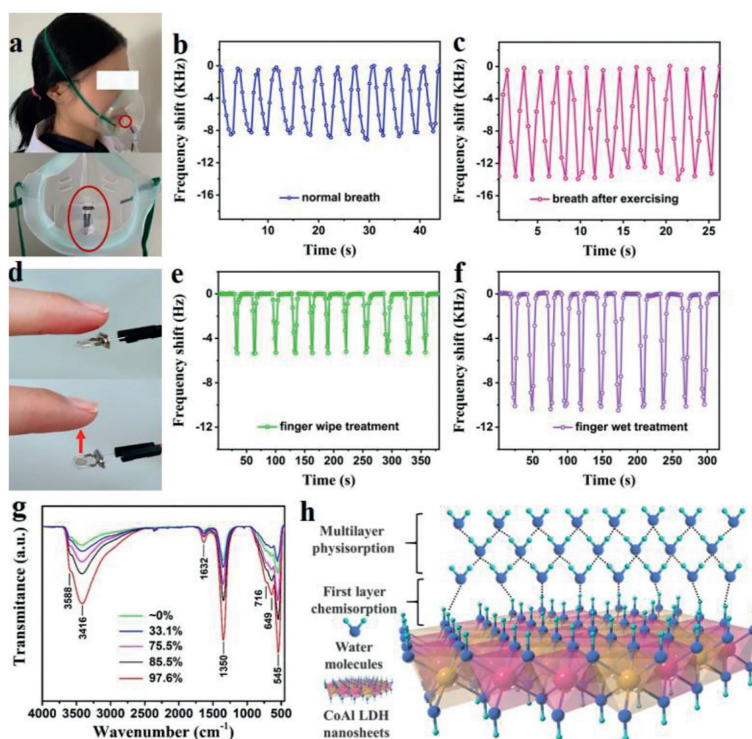 a
b
0
-4
-8
-12
-16
Frequency shift (KHz)
normal breath
10
20
30
40
Time (s)
c
0
-4
-8
-12
-16
Frequency shift (KHz)
breath after exercising
5
10
15
20
25
Time (s)
d
e
0
-4
-8
-12
Frequency shift (Hz)
finger wipe treatment
50 100 150 200 250 300 350
Time (s)
f
0
-4
-8
-12
Frequency shift (KHz)
finger wet treatment
50 100 150 200 250 300
Time (s)
g
Transmitance (a.u.)
3588
3416
1632
1350
716
649
545
~0%
33.1%
75.5%
85.5%
97.6%
4000 3500 3000 2500 2000 1500 1000 500
Wavenumber (cm-1)
h
Multilayer
physisorption
First layer
chemisorption
Water
molecules
CoAl LDH
nanosheets